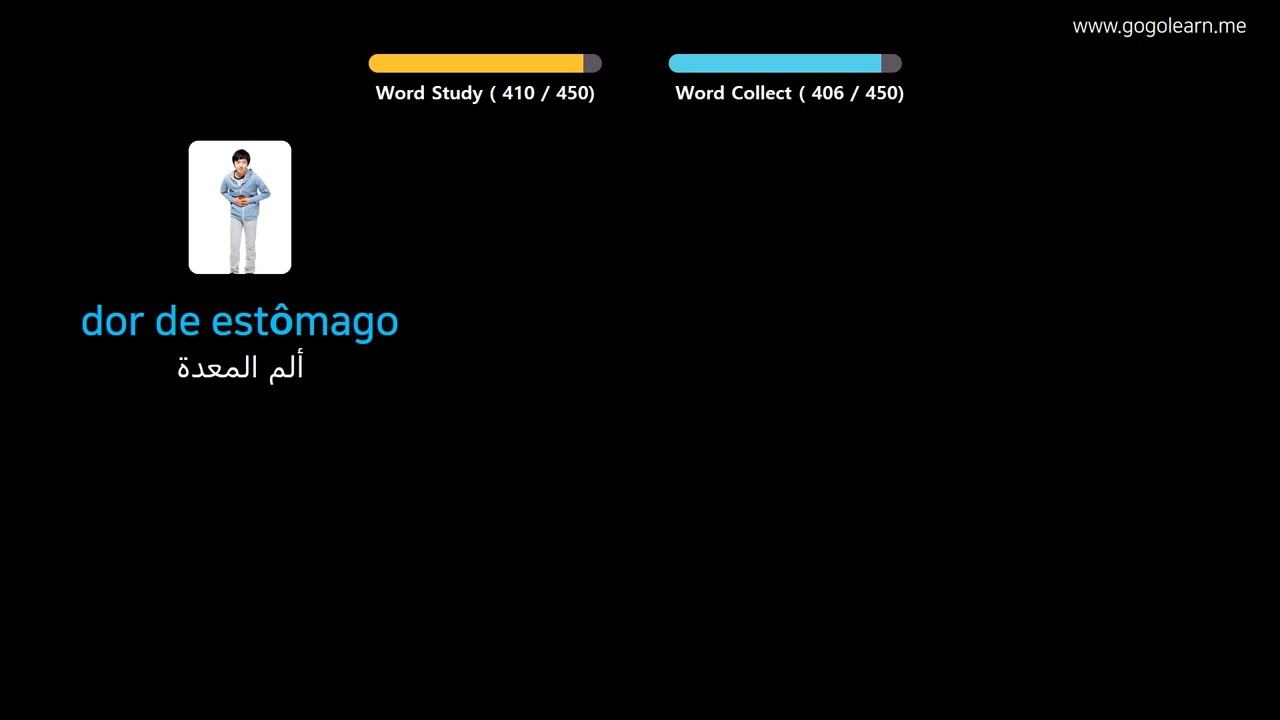 www.gogolearn.me
Word Study ( 410 / 450)
Word Collect ( 406 / 450)
dor de estômago
ألم المعدة